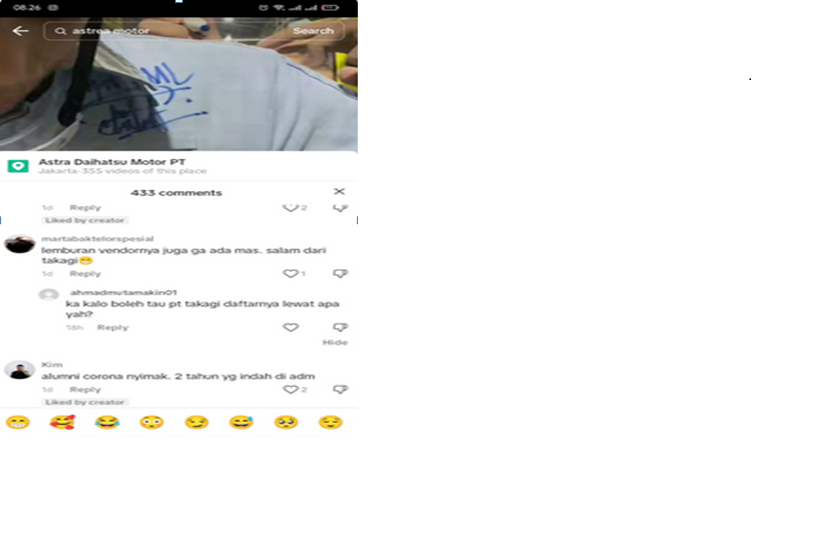 08.26
astrea motor
Search
ML
Astra Daihatsu Motor PT
Jakarta·355 videos of this place
433 comments
1d Reply 2
Liked by creator
martabaktelorspesial
lemburan vendornya juga ga ada mas. salam dari
takagi😁
1d Reply 1
ahmadmutamakin01
ka kalo boleh tau pt takagi daftarnya lewat apa
yah?
18h Reply
Hide
Kim
alumni corona nyimak. 2 tahun yg indah di adm
1d Reply 2
Liked by creator